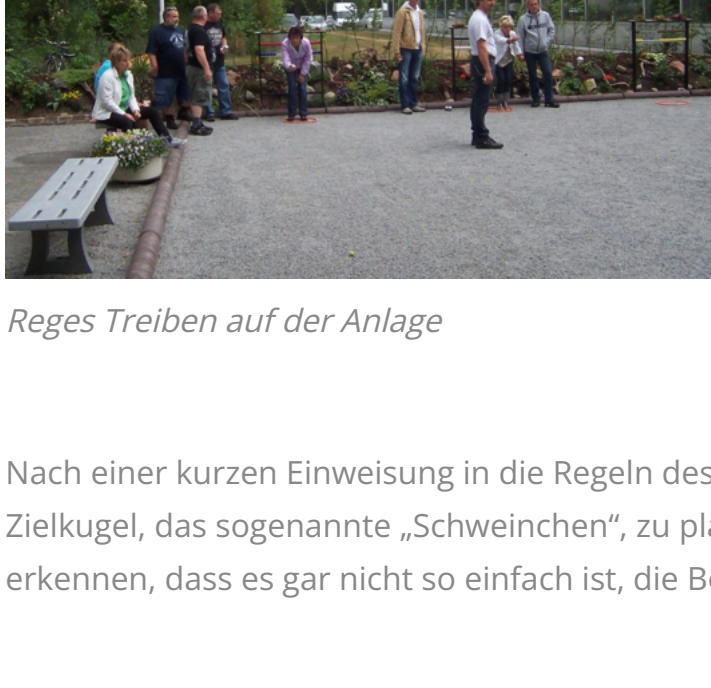 Reges Treiben auf der Anlage
Nach einer kurzen Einweisung in die Regeln des
Zielkugel, das sogenannte „Schweinchen“, zu
erkennen, dass es gar nicht so einfach ist, die